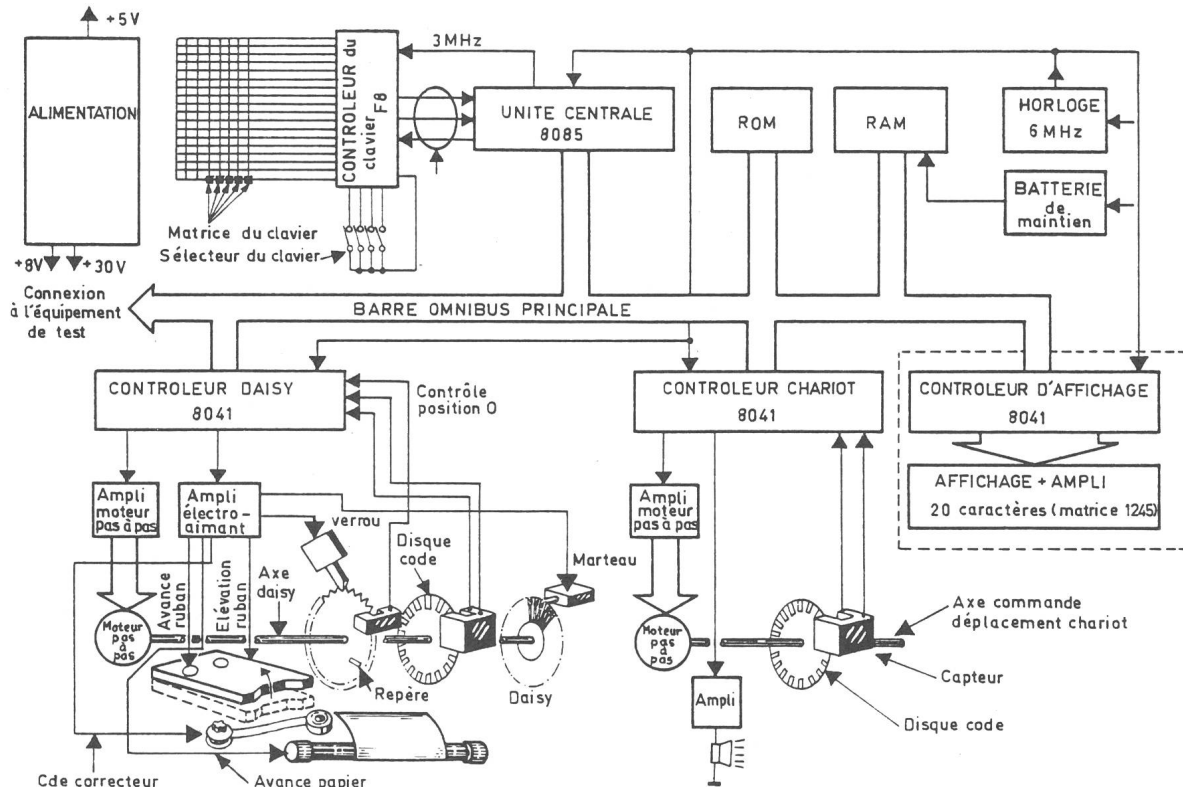 +5V
ALIMENTATION
+8V
+30V
Connexion
à l'équipement
de test
CONTROLEUR du
clavier F8
Matrice du clavier
Sélecteur du clavier
3MHz
UNITE CENTRALE
8085
ROM
RAM
HORLOGE
6MHz
BATTERIE
de
maintien
BARRE OMNIBUS PRINCIPALE
CONTROLEUR DAISY
8041
Contrôle
position 0
CONTROLEUR CHARIOT
8041
CONTROLEUR D'AFFICHAGE
8041
AFFICHAGE + AMPLI
20 caractères (matrice 1245)
Ampli
moteur
pas à pas
Ampli
électro-
aimant
verrou
Disque
code
Marteau
Avance
ruban
Elévation
ruban
Axe
daisy
Moteur
pas
à
pas
Repère
Daisy
Cde correcteur
Avance papier
Ampli
moteur
pas à pas
Moteur
pas
à
pas
Ampli
Axe commande
déplacement chariot
Capteur
Disque code